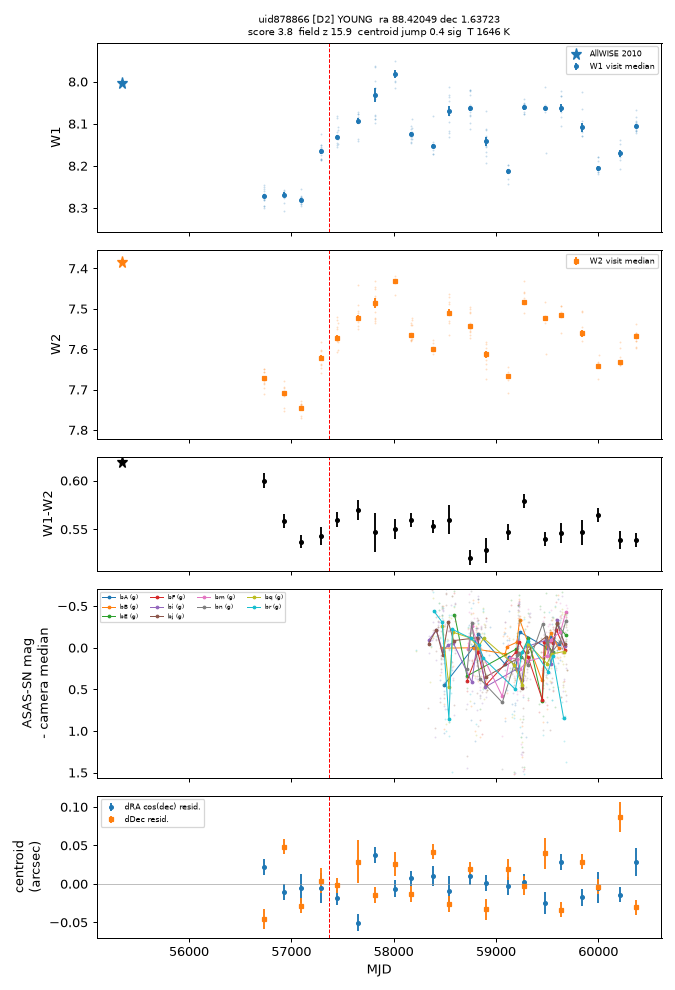 uid878866 [D2] YOUNG ra 88.42049 dec 1.63723
score 3.8 field z 15.9 centroid jump 0.4 sig T 1646 K
AllWISE 2010
W1 visit median
8.0
8.1
8.2
8.3
W1
W2 visit median
7.4
7.5
7.6
7.7
7.8
W2
0.60
0.55
W1-W2
bA (g) bF (g) bm (g) bq (g)
bB (g) bi (g) bn (g) br (g)
bE (g) bj (g)
−0.5
0.0
0.5
1.0
1.5
ASAS-SN mag
- camera median
dRA cos(dec) resid.
dDec resid.
0.10
0.05
0.00
−0.05
centroid
(arcsec)
56000 57000 58000 59000 60000
MJD